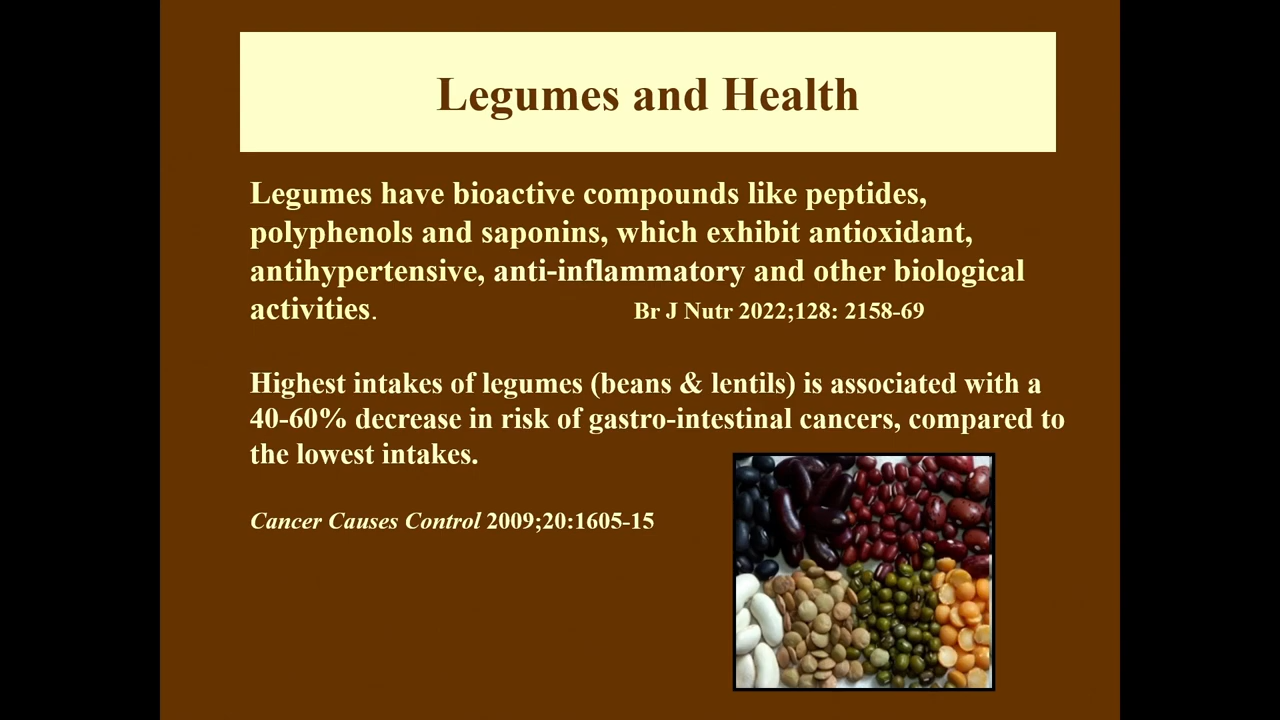 Legumes and Health
Legumes have bioactive compounds like peptides,
polyphenols and saponins, which exhibit antioxidant,
antihypertensive, anti-inflammatory and other biological
activities. Br J Nutr 2022;128: 2158-69
Highest intakes of legumes (beans & lentils) is associated with a
40-60% decrease in risk of gastro-intestinal cancers, compared to
the lowest intakes.
Cancer Causes Control 2009;20:1605-15